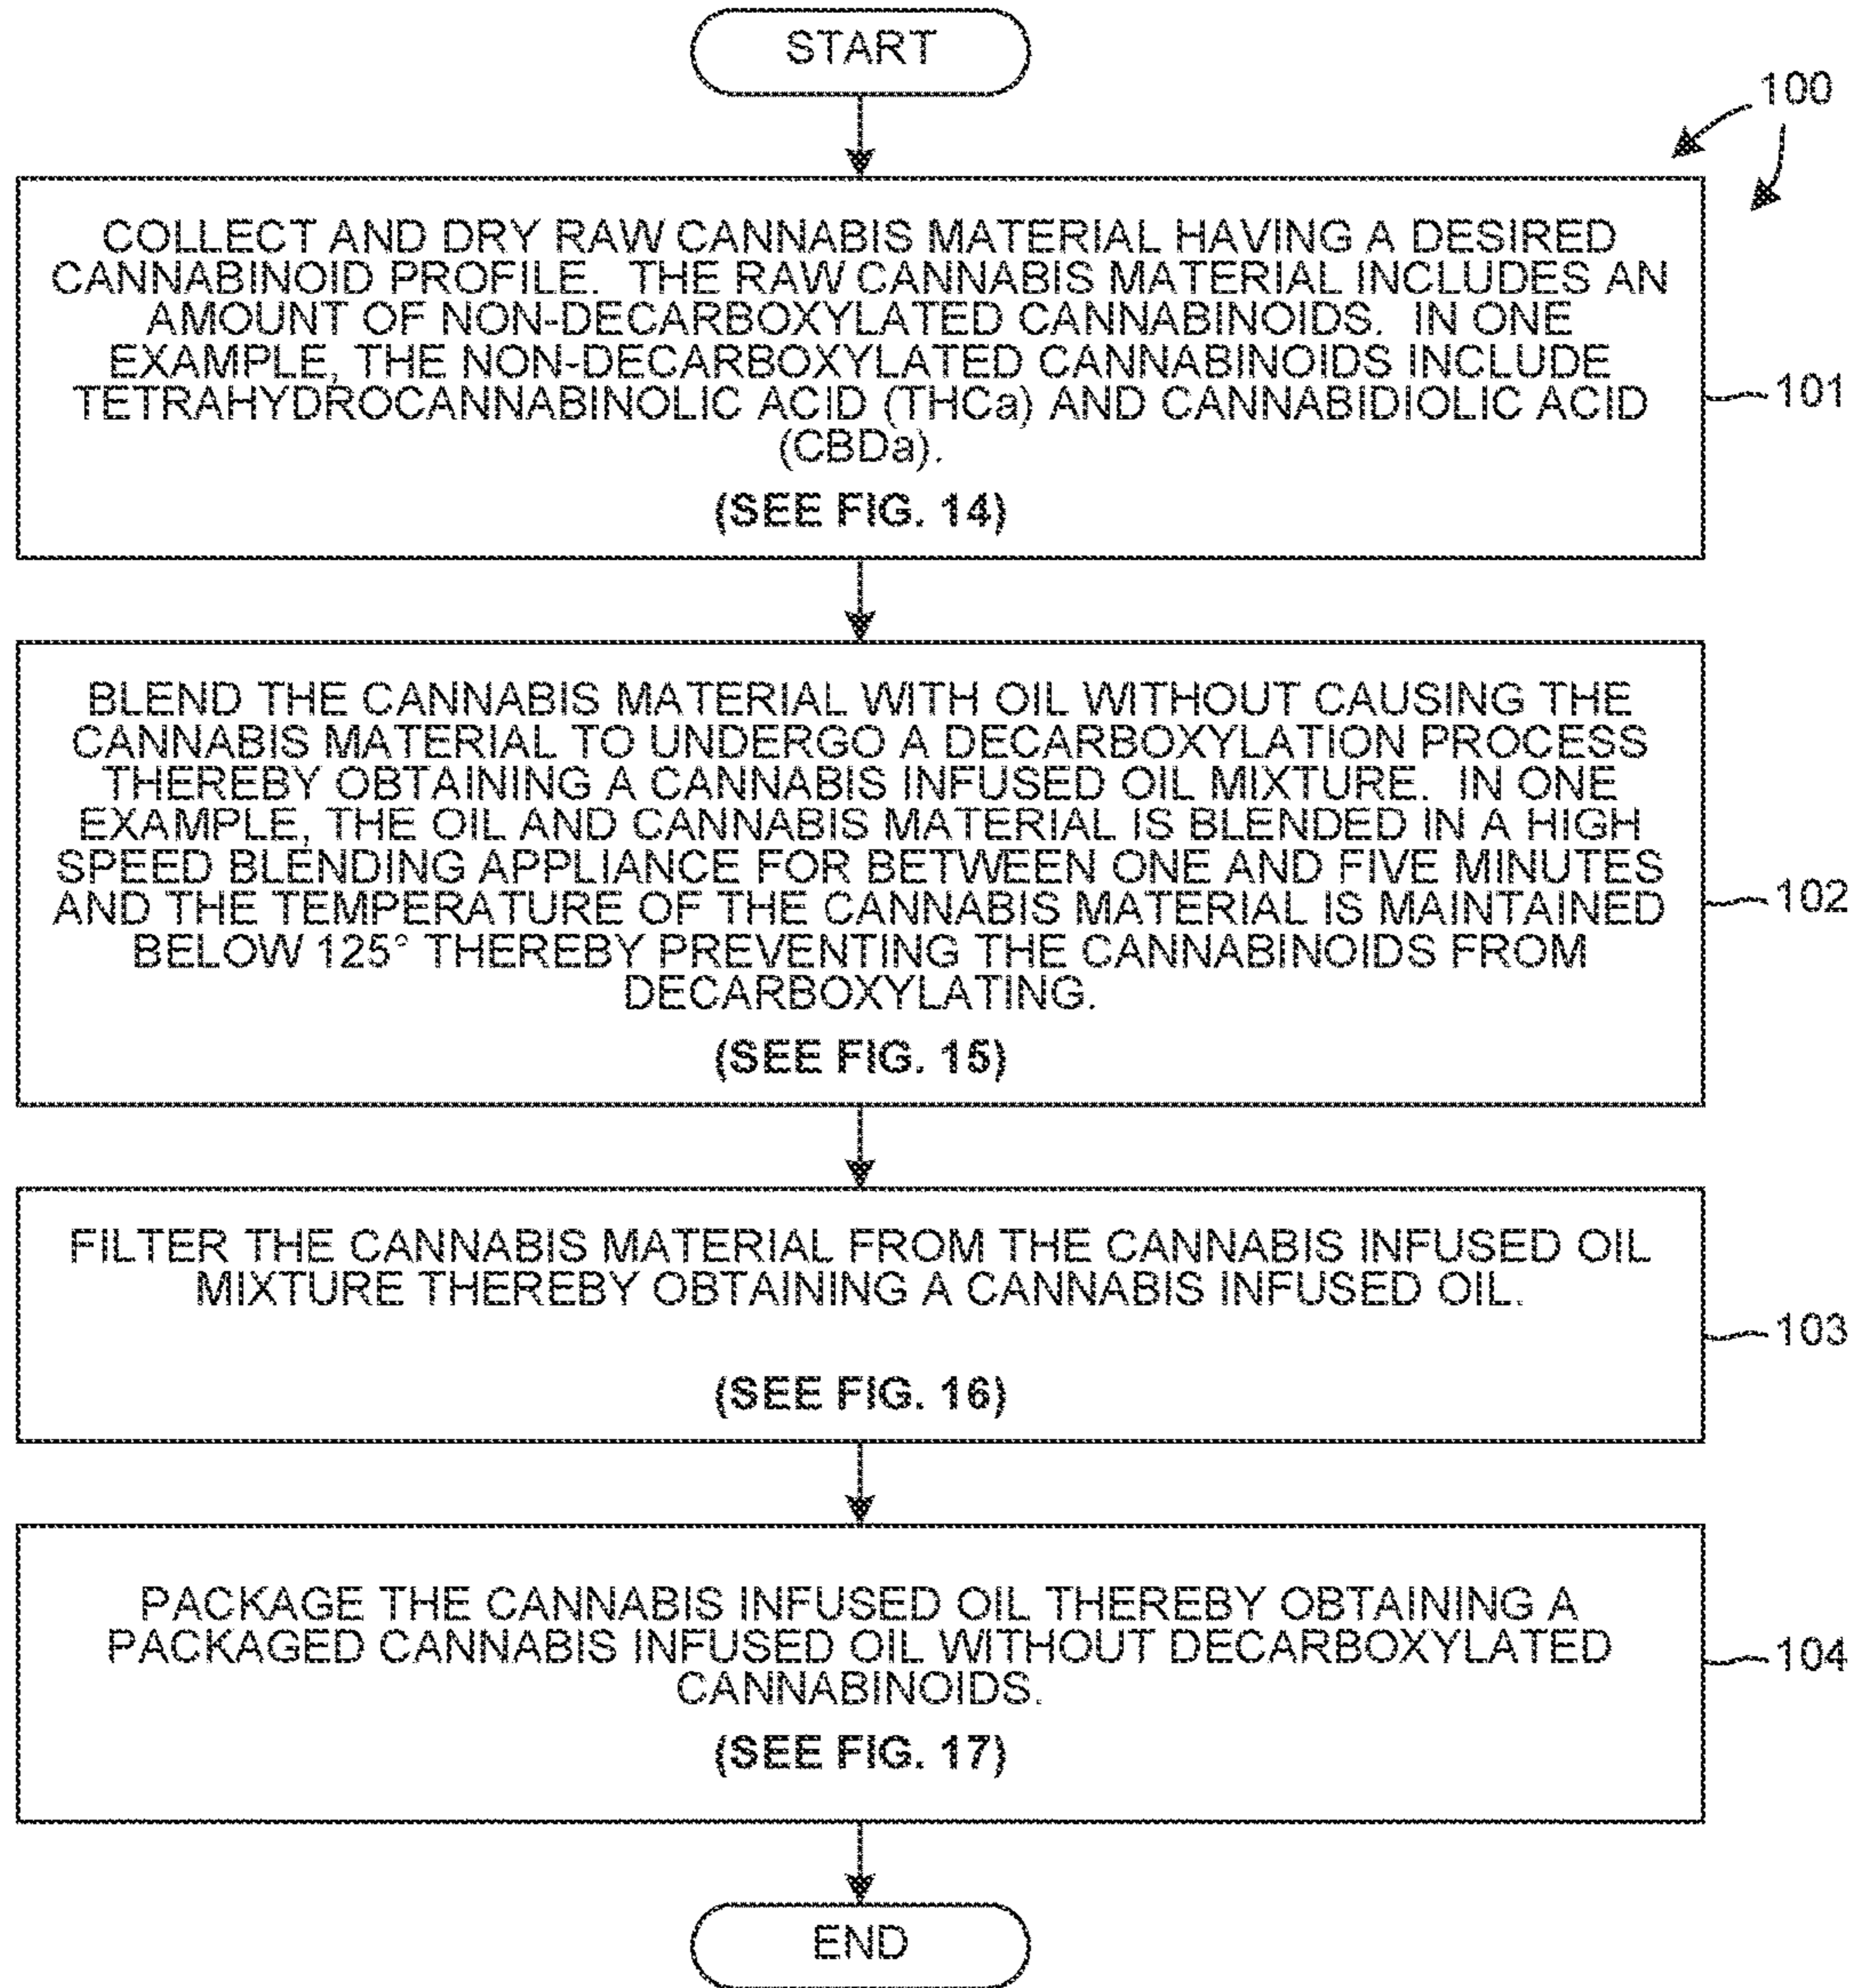 START
100
COLLECT AND DRY RAW CANNABIS MATERIAL HAVING A DESIRED
CANNABINOID PROFILE. THE RAW CANNABIS MATERIAL INCLUDES AN
AMOUNT OF NON-DECARBOXYLATED CANNABINOIDS. IN ONE
EXAMPLE, THE NON-DECARBOXYLATED CANNABINOIDS INCLUDE
TETRAHYDROCANNABINOLIC ACID (THCa) AND CANNABIDIOLIC ACID
(CBDa).
(SEE FIG. 14)
101
BLEND THE CANNABIS MATERIAL WITH OIL WITHOUT CAUSING THE
CANNABIS MATERIAL TO UNDERGO A DECARBOXYLATION PROCESS
THEREBY OBTAINING A CANNABIS INFUSED OIL MIXTURE. IN ONE
EXAMPLE, THE OIL AND CANNABIS MATERIAL IS BLENDED IN A HIGH
SPEED BLENDING APPLIANCE FOR BETWEEN ONE AND FIVE MINUTES
AND THE TEMPERATURE OF THE CANNABIS MATERIAL IS MAINTAINED
BELOW 125° THEREBY PREVENTING THE CANNABINOIDS FROM
DECARBOXYLATING.
(SEE FIG. 15)
102
FILTER THE CANNABIS MATERIAL FROM THE CANNABIS INFUSED OIL
MIXTURE THEREBY OBTAINING A CANNABIS INFUSED OIL.
(SEE FIG. 16)
103
PACKAGE THE CANNABIS INFUSED OIL THEREBY OBTAINING A
PACKAGED CANNABIS INFUSED OIL WITHOUT DECARBOXYLATED
CANNABINOIDS.
(SEE FIG. 17)
104
END